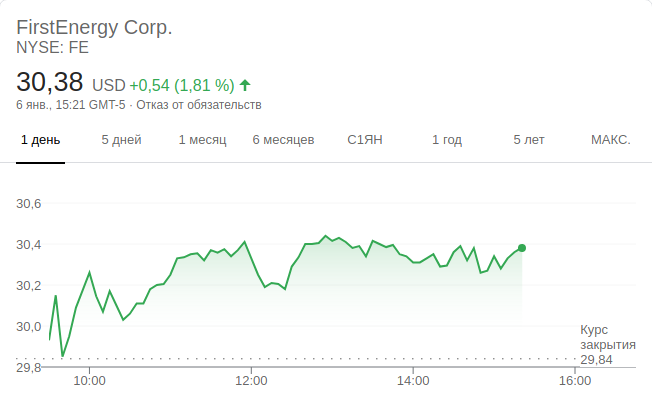 FirstEnergy Corp.
NYSE: FE
30,38 USD +0,54 (1,81 %)
6 янв., 15:21 GMT-5 · Отказ от обязательств
1 день 5 дней 1 месяц 6 месяцев С1ЯН 1 год 5 лет МАКС.
30,6
30,4
30,2
30,0
Курс
закрытия
29,84
29,8
10:00 12:00 14:00 16:00